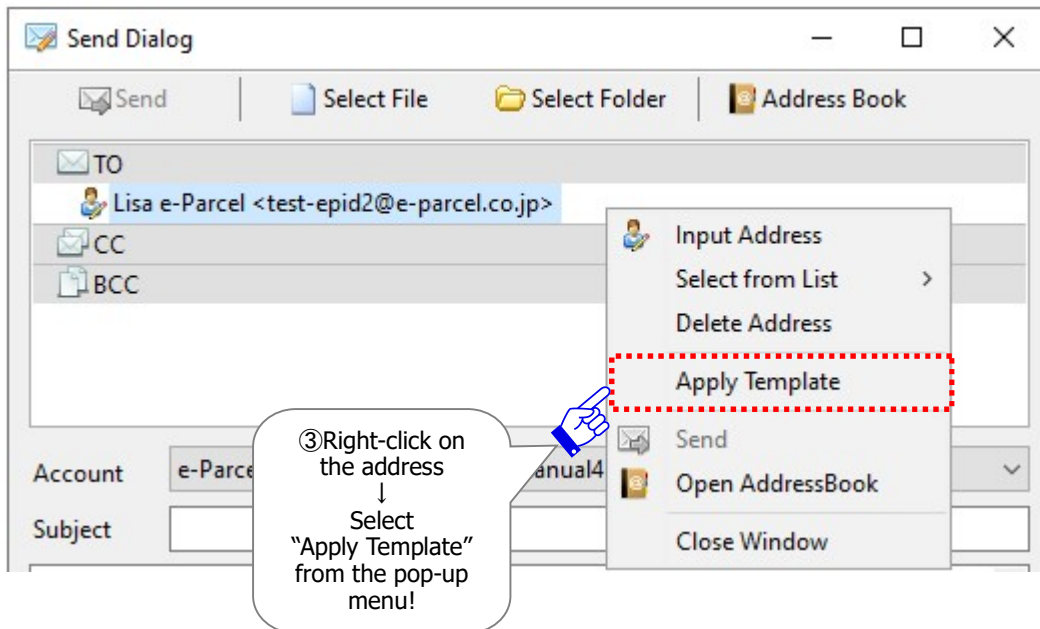 Send Dialog
Send
Select File
Select Folder
Address Book
TO
Lisa e-Parcel <test-epid2@e-parcel.co.jp>
CC
BCC
Input Address
Select from List
Delete Address
Apply Template
Send
Open AddressBook
Close Window
③Right-click on
the address
↓
Select
“Apply Template”
from the pop-up
menu!
Account
Subject